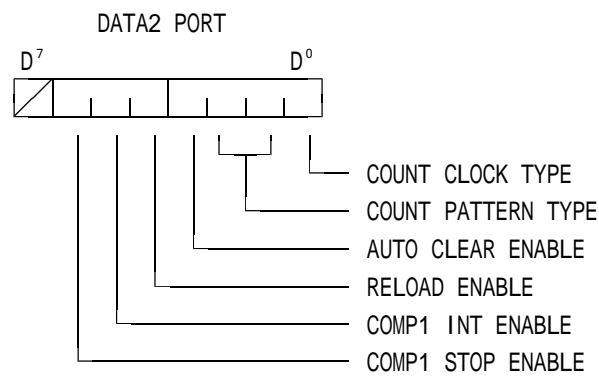 DATA2 PORT
D⁷ D⁰
COUNT CLOCK TYPE
COUNT PATTERN TYPE
AUTO CLEAR ENABLE
RELOAD ENABLE
COMP1 INT ENABLE
COMP1 STOP ENABLE